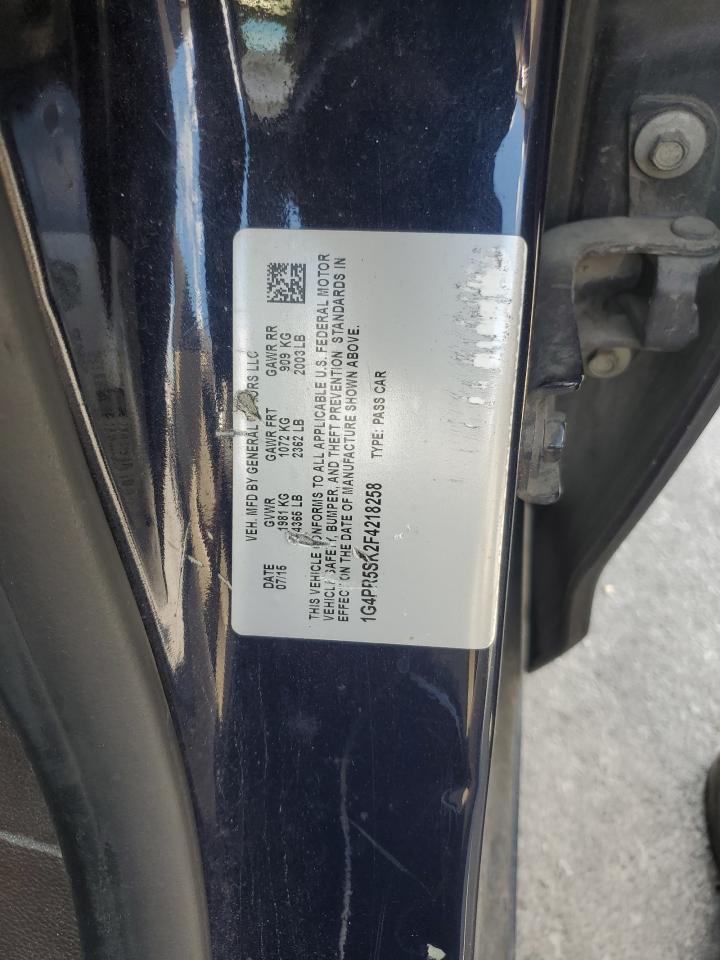 VEH. MFD BY GENERAL MOTORS LLC
DATE GVWR GAWR FRT GAWR RR
07/15 1981 KG 1072 KG 909 KG
4365 LB 2362 LB 2003 LB
THIS VEHICLE CONFORMS TO ALL APPLICABLE U.S. FEDERAL MOTOR
VEHICLE SAFETY, BUMPER, AND THEFT PREVENTION STANDARDS IN
EFFECT ON THE DATE OF MANUFACTURE SHOWN ABOVE.
1G4PR5SK2F4218258 TYPE: PASS CAR